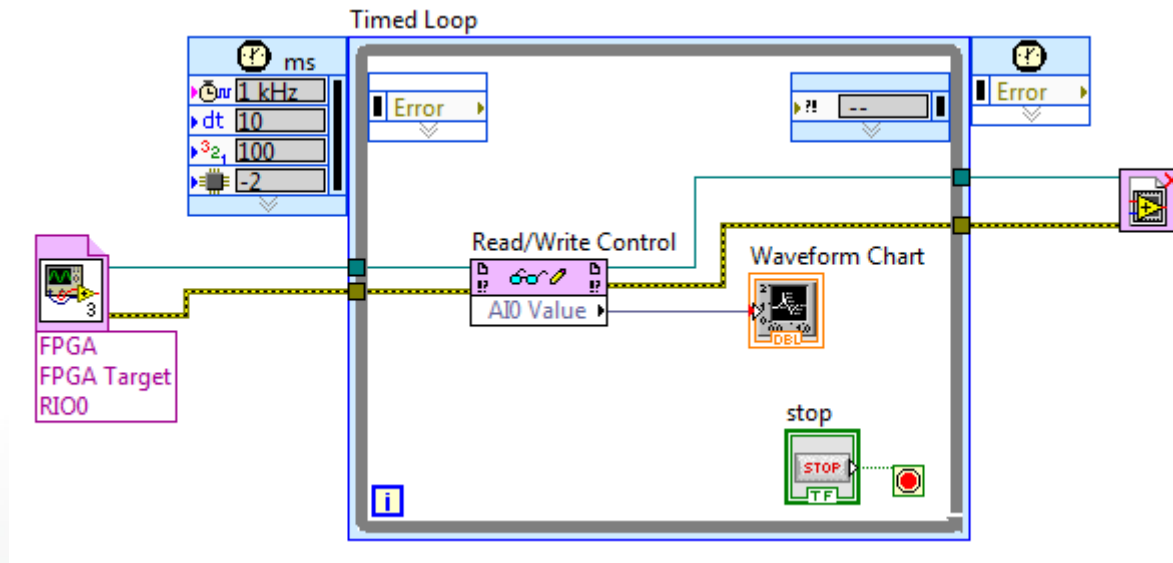 Timed Loop
ms
1 kHz
dt 10
321 100
-2
Error
?! --
Error
Read/Write Control
!? !?
AI0 Value
Waveform Chart
DBL
3
FPGA
FPGA Target
RIO0
stop
STOP
TF
i